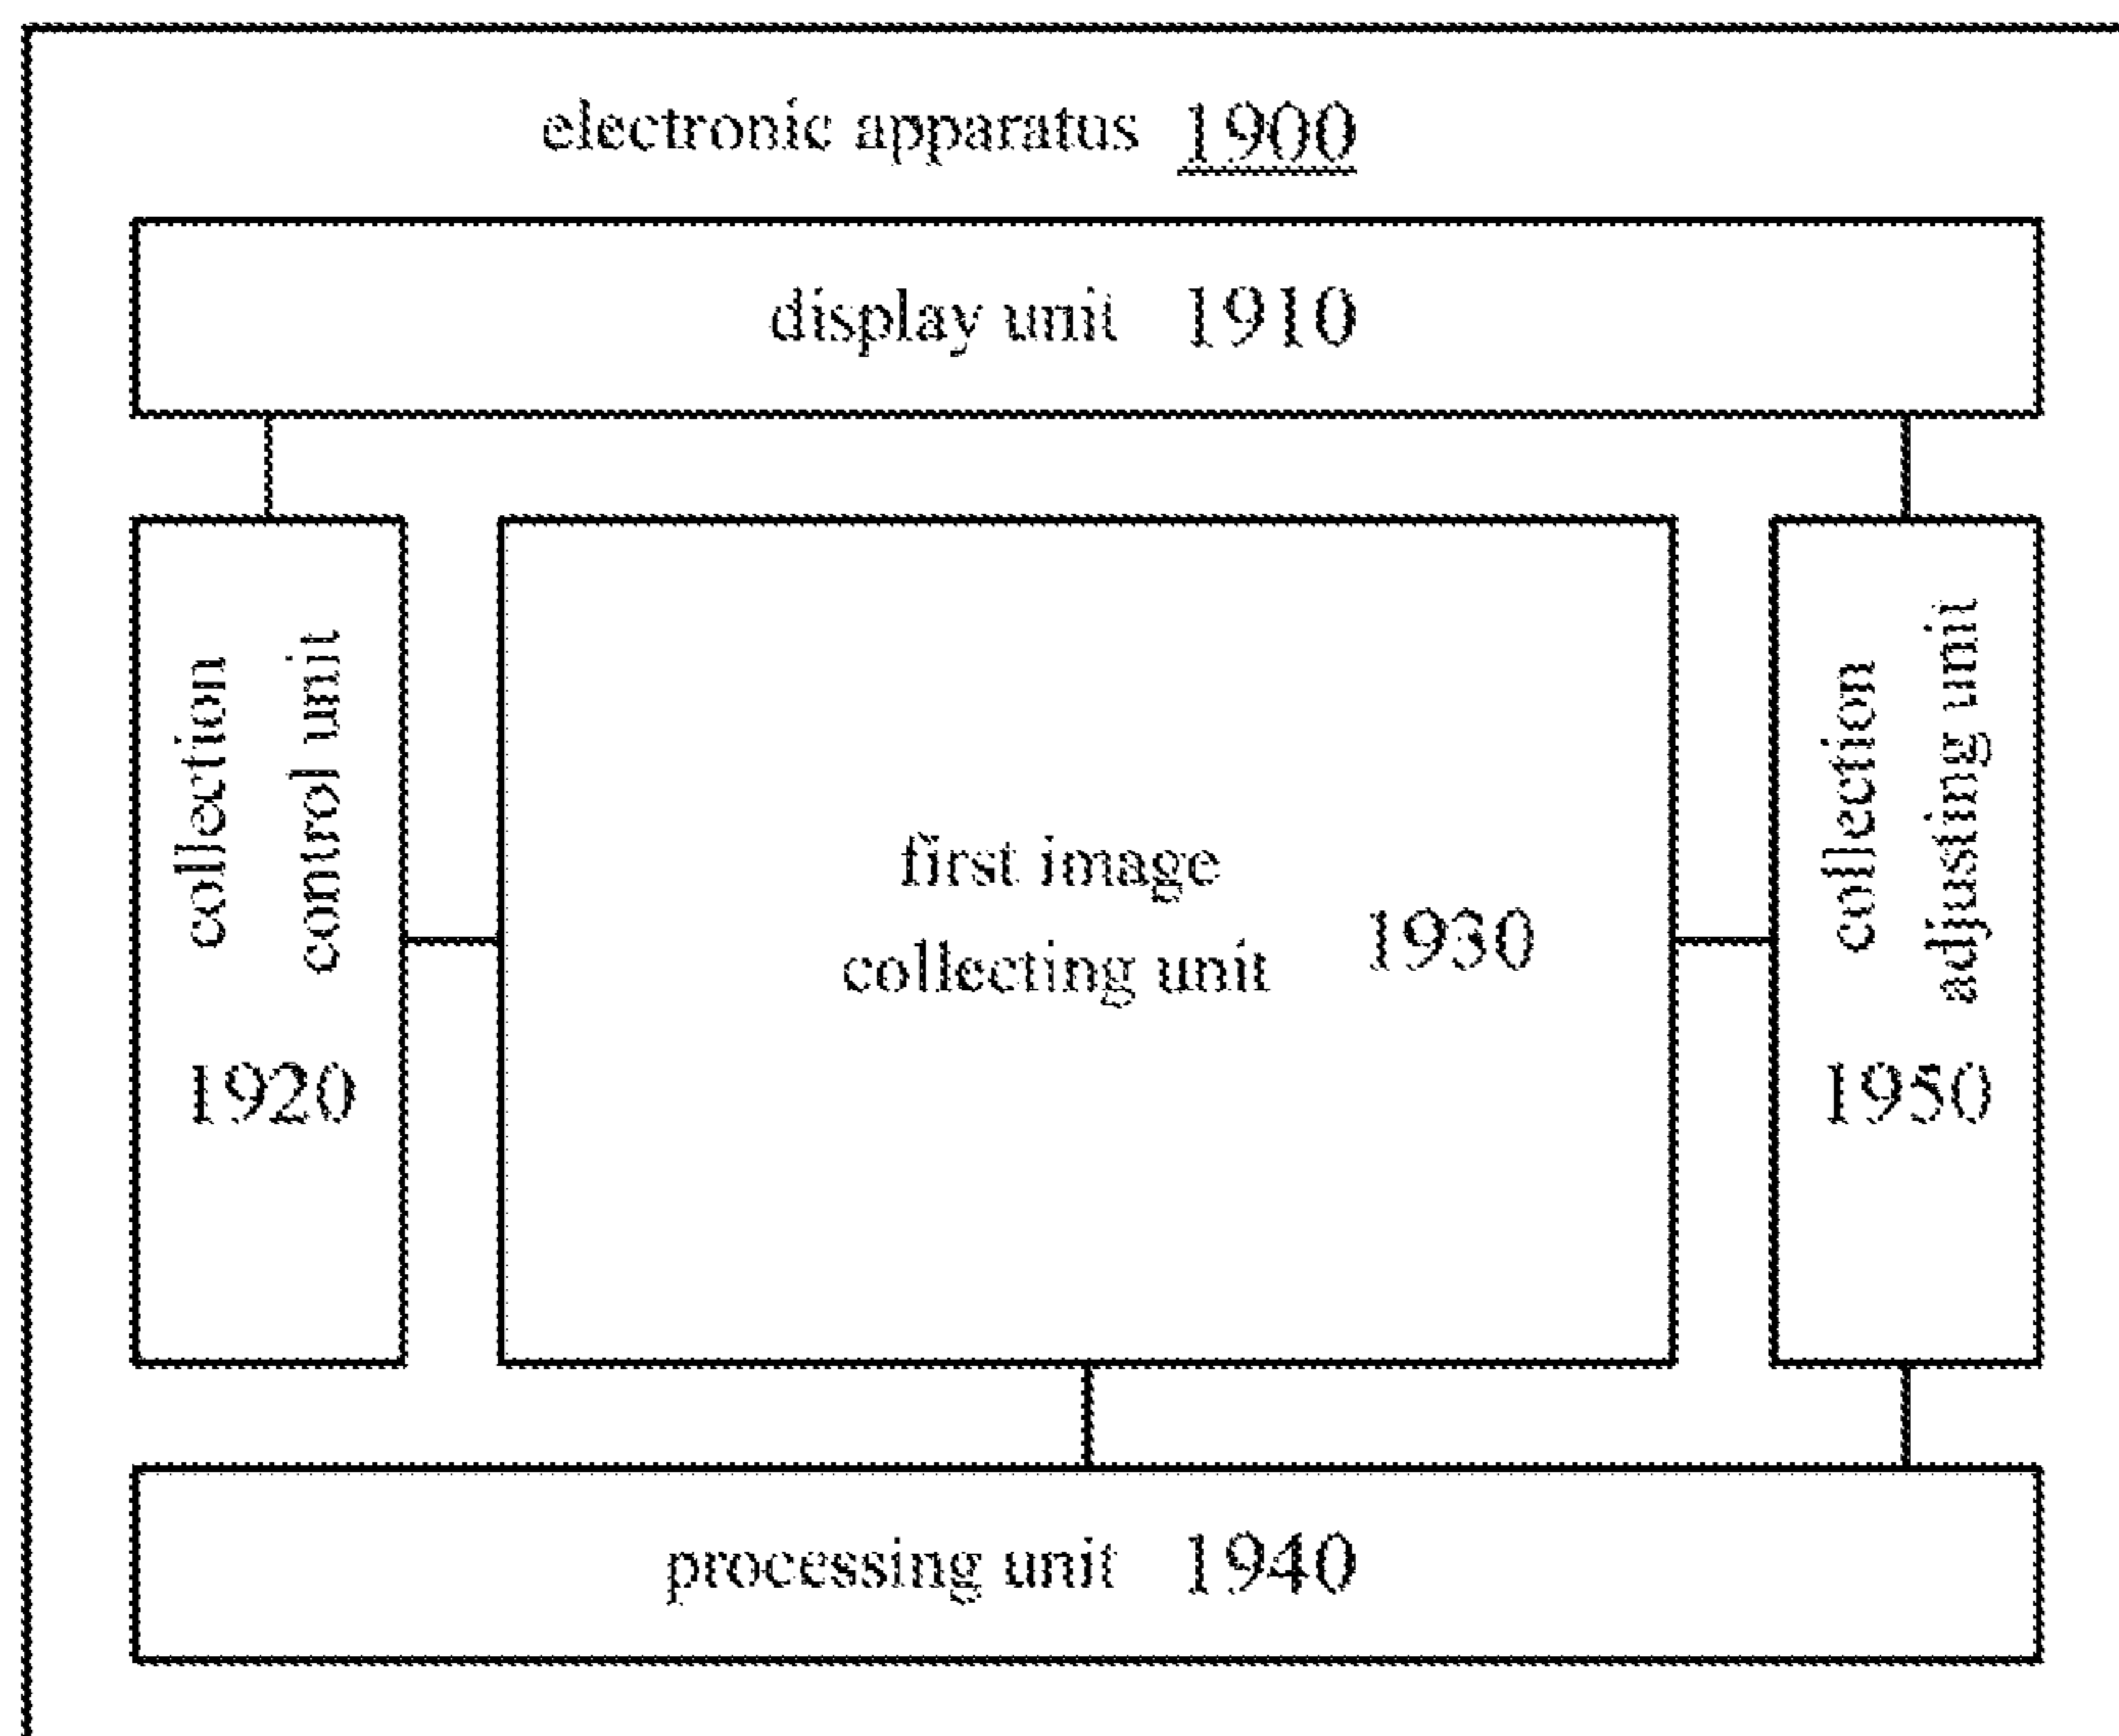 electronic apparatus 1900
display unit 1910
collection
control unit
1920
first image
collecting unit
1930
collection
adjusting unit
1950
processing unit 1940